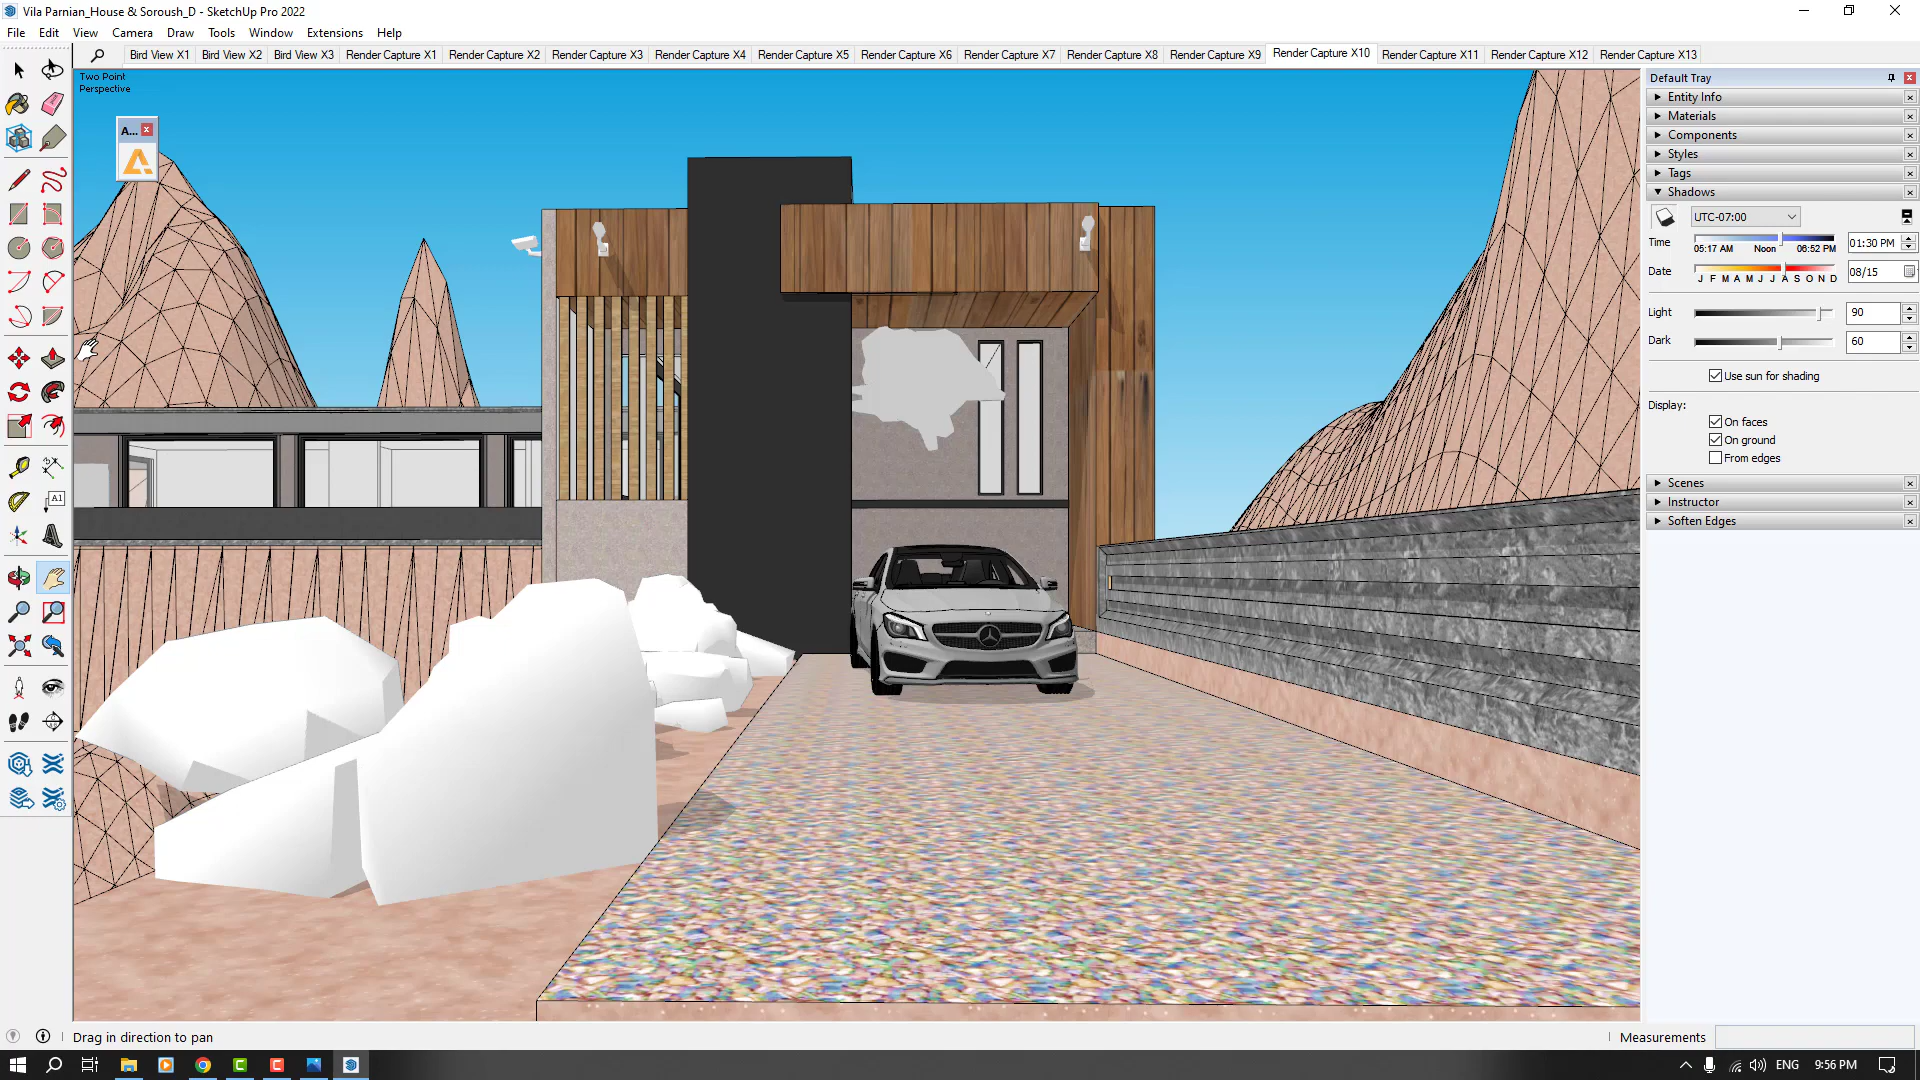 Vila Parnian_House & Soroush_D - SketchUp Pro 2022
File Edit View Camera Draw Tools Window Extensions Help
Bird View X1 Bird View X2 Bird View X3 Render Capture X1 Render Capture X2 Render Capture X3 Render Capture X4 Render Capture X5 Render Capture X6 Render Capture X7 Render Capture X8 Render Capture X9 Render Capture X10 Render Capture X11 Render Capture X12 Render Capture X13
Two Point
Perspective
A...
A1
Default Tray
Entity Info
Materials
Components
Styles
Tags
Shadows
UTC-07:00
Time 05:17 AM Noon 06:52 PM 01:30 PM
Date J F M A M J J A S O N D 08/15
Light 90
Dark 60
Use sun for shading
Display:
On faces
On ground
From edges
Scenes
Instructor
Soften Edges
Drag in direction to pan
Measurements
ENG 9:56 PM